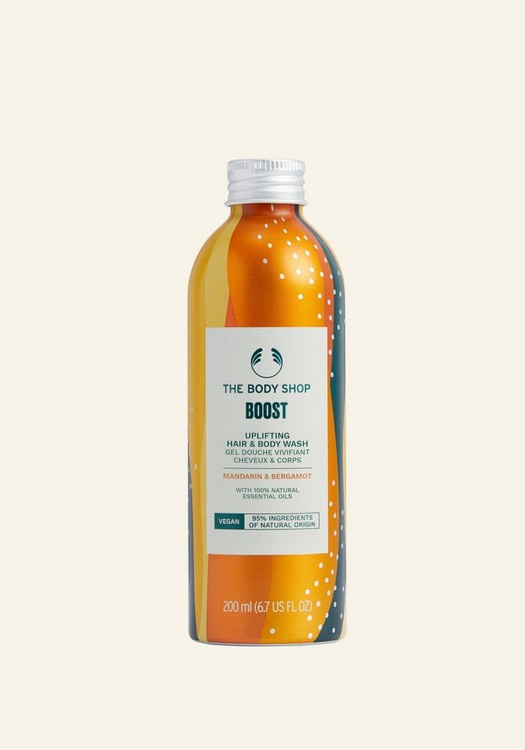 THE BODY SHOP
BOOST
UPLIFTING
HAIR & BODY WASH
GEL DOUCHE VIVIFIANT
CHEVEUX & CORPS
MANDARIN & BERGAMOT
WITH 100% NATURAL
ESSENTIAL OILS
VEGAN
95% INGREDIENTS
OF NATURAL ORIGIN
200 ml (6.7 US FL OZ)